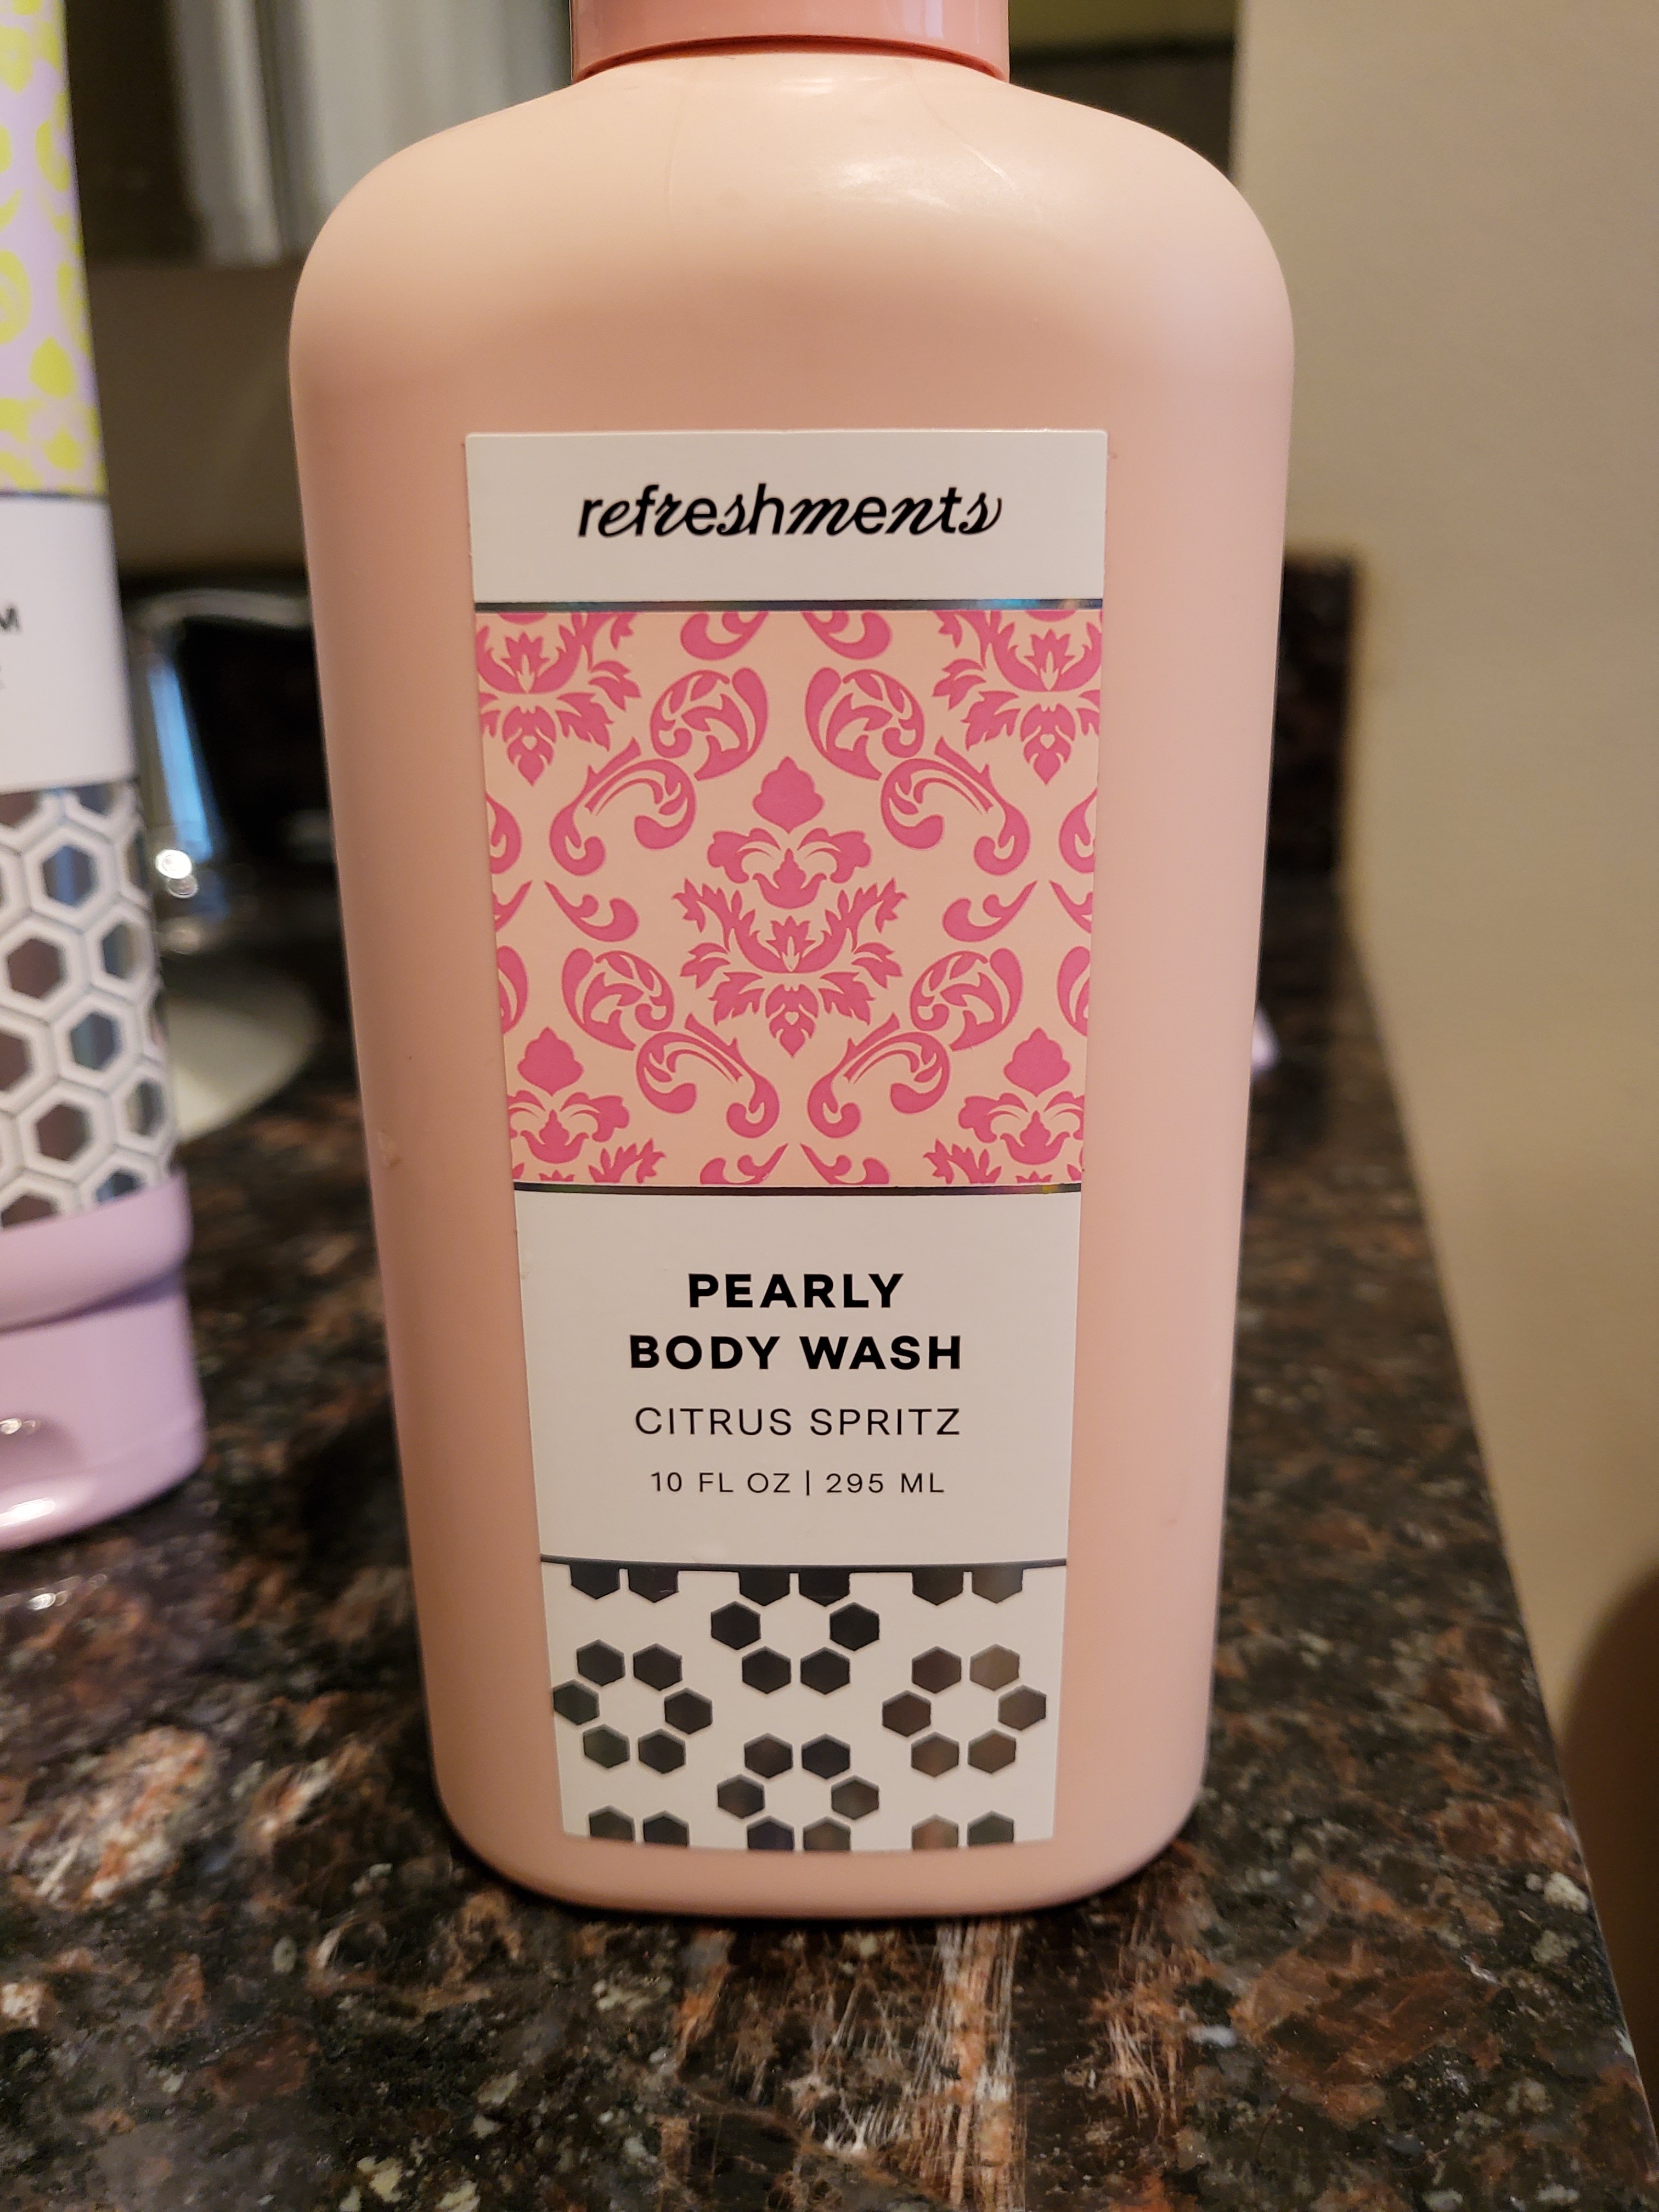 refreshments
PEARLY
BODY WASH
CITRUS SPRITZ
10 FL OZ | 295 ML